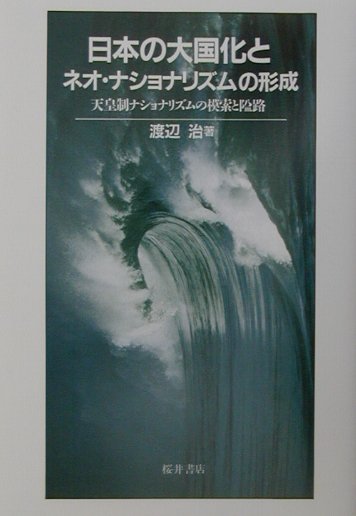 日本の大国化と
ネオ・ナショナリズムの形成
天皇制ナショナリズムの模索と隘路
渡辺 治著
桜井書店